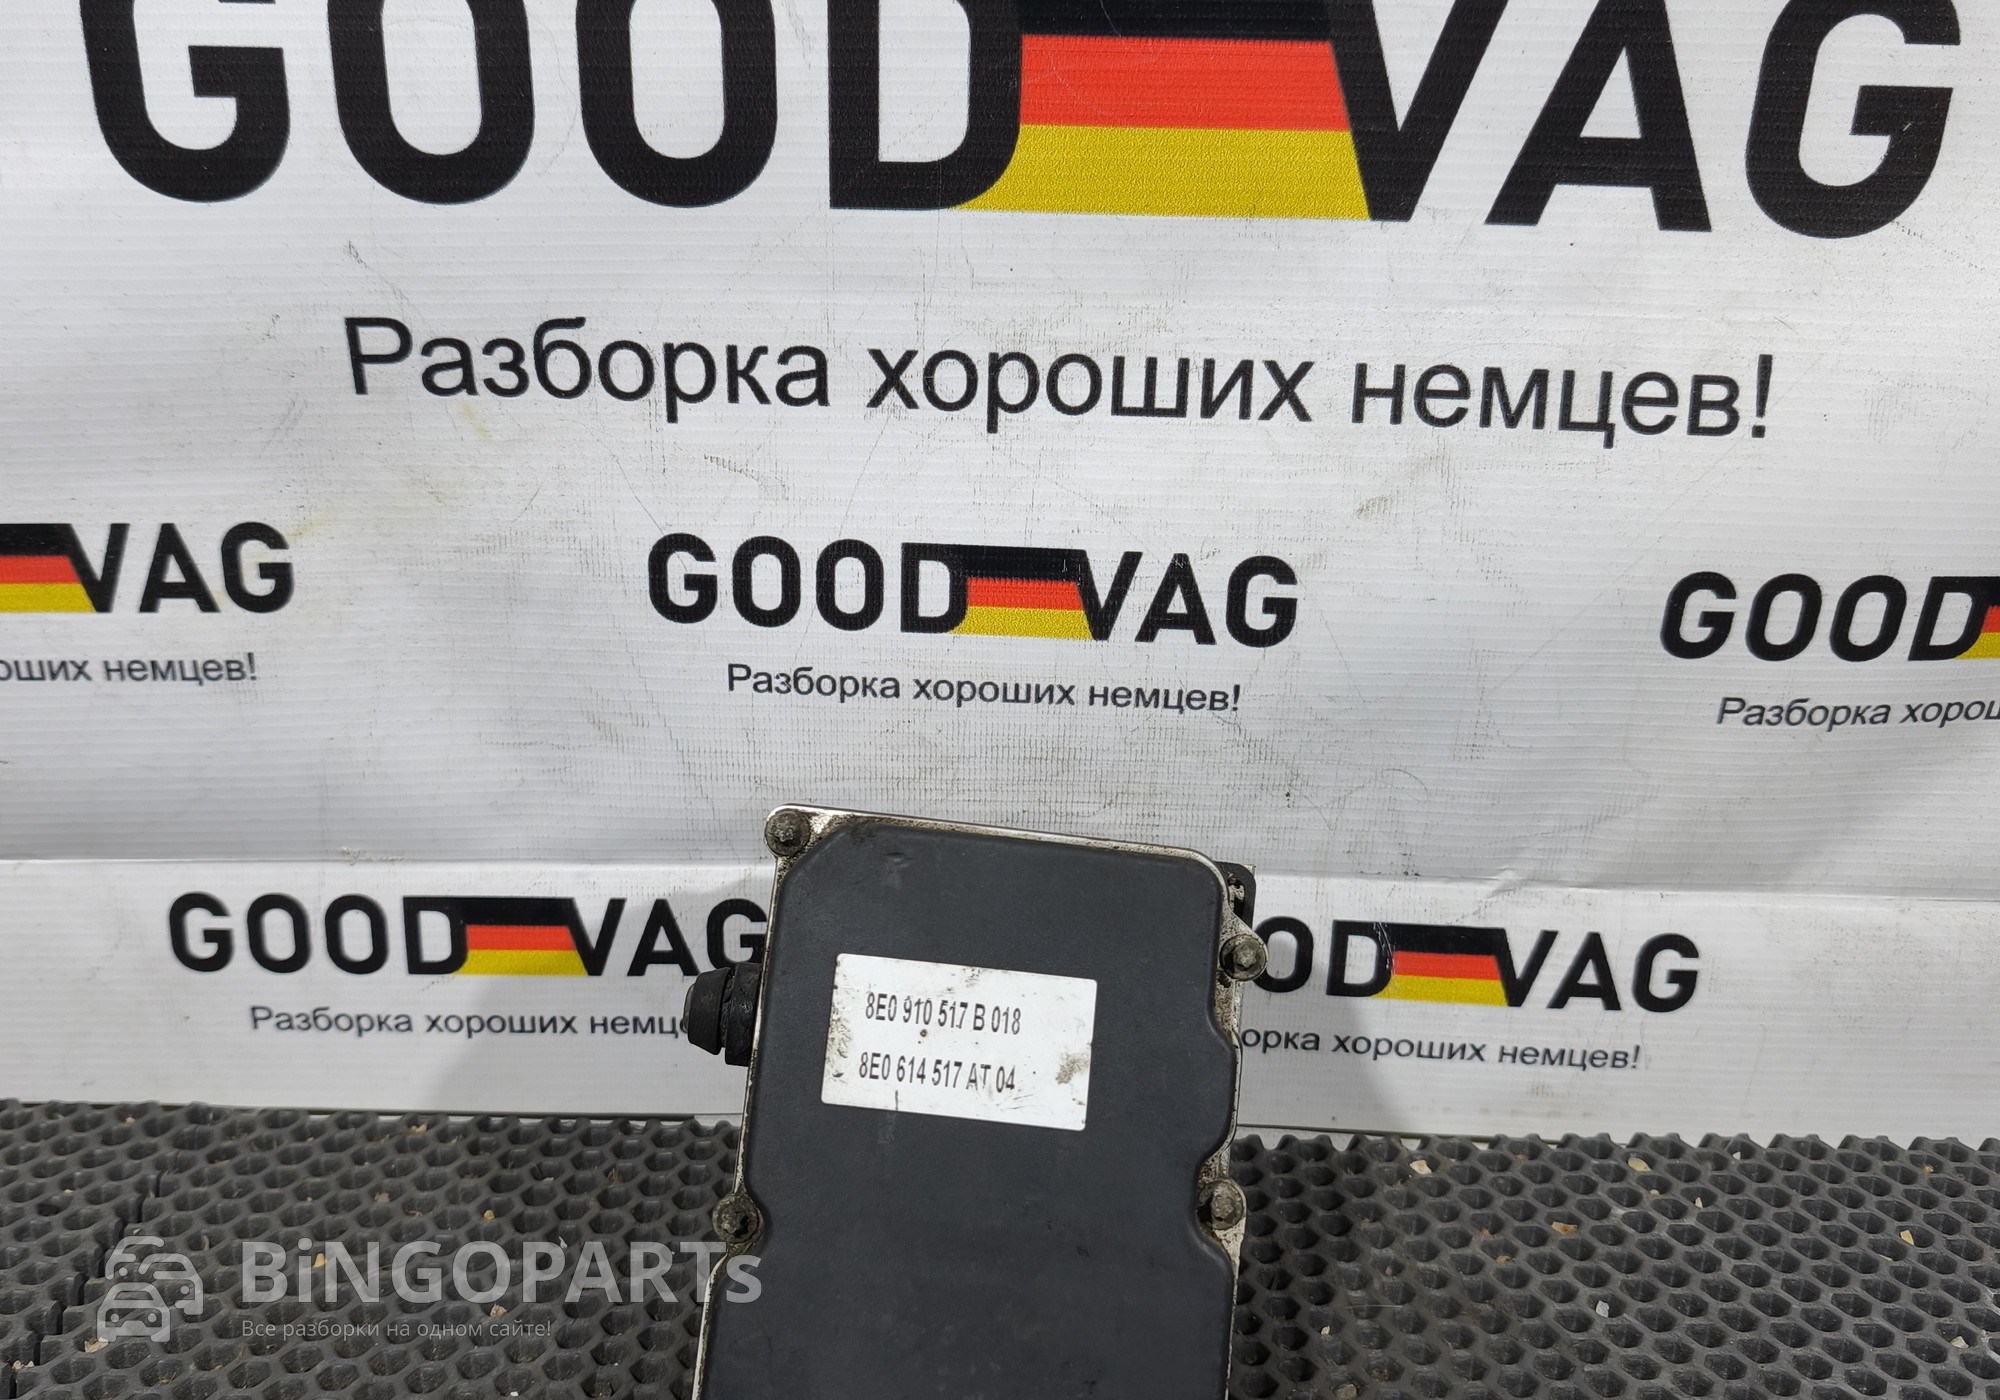 GOOD VAG
Разборка хороших немцев!
VAG
оших немцев!
GOOD VAG
Разборка хороших немцев!
GOOD
Разборка хорош
GOOD VAG
Разборка хороших немц
OD VAG
орка хороших немцев!
8E0 910 517 B 018
8E0 614 517 AT 04
BiNGOPARTs
Все разборки на одном сайте!